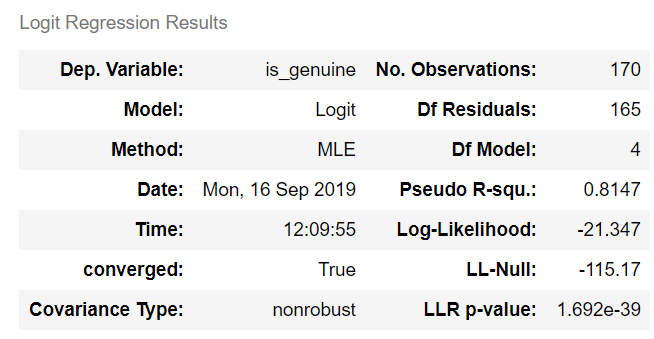 Logit Regression Results
Dep. Variable: is_genuine No. Observations: 170
Model: Logit Df Residuals: 165
Method: MLE Df Model: 4
Date: Mon, 16 Sep 2019 Pseudo R-squ.: 0.8147
Time: 12:09:55 Log-Likelihood: -21.347
converged: True LL-Null: -115.17
Covariance Type: nonrobust LLR p-value: 1.692e-39